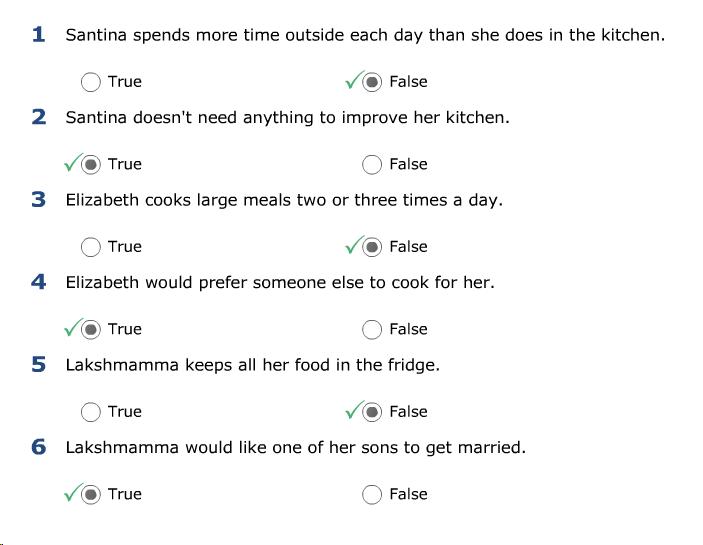 1 Santina spends more time outside each day than she does in the kitchen.
True False
2 Santina doesn't need anything to improve her kitchen.
True False
3 Elizabeth cooks large meals two or three times a day.
True False
4 Elizabeth would prefer someone else to cook for her.
True False
5 Lakshmamma keeps all her food in the fridge.
True False
6 Lakshmamma would like one of her sons to get married.
True False